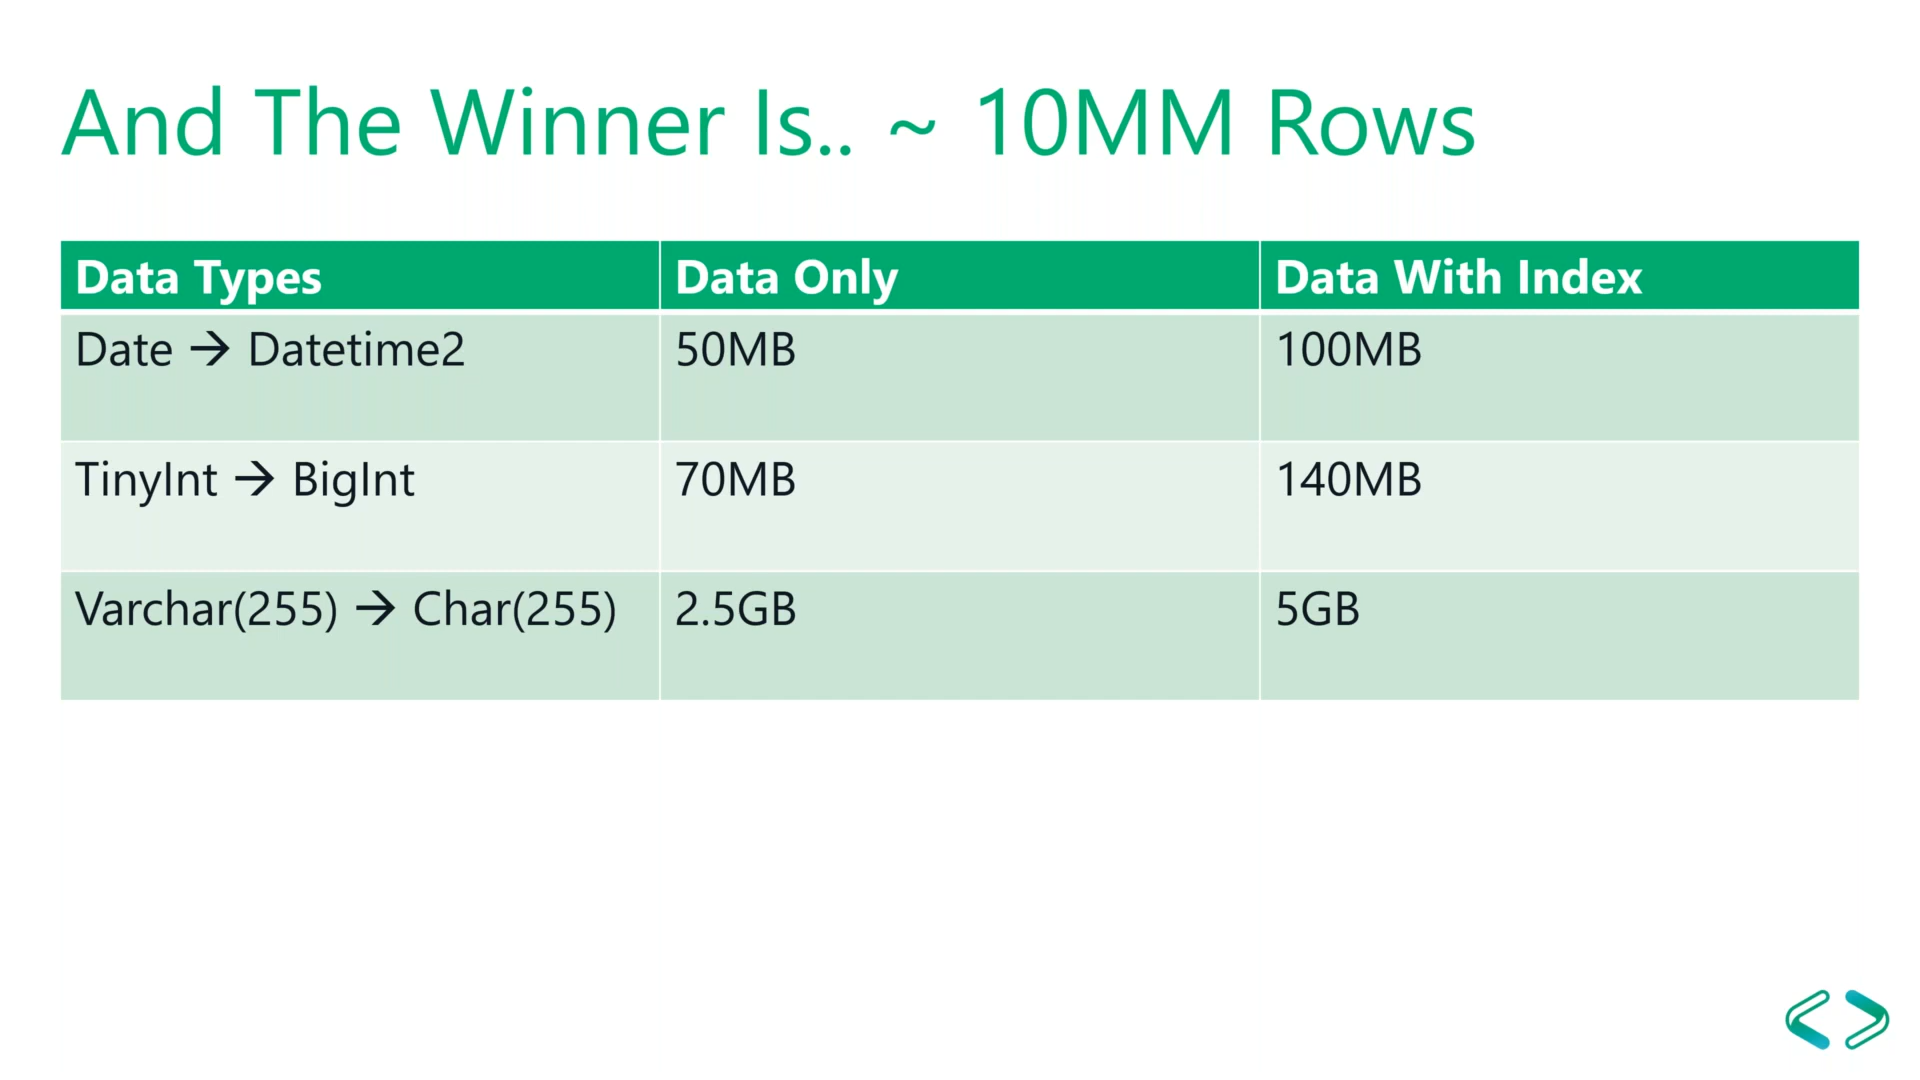 And The Winner Is.. ~ 10MM Rows
Data Types Data Only Data With Index
Date → Datetime2 50MB 100MB
TinyInt → BigInt 70MB 140MB
Varchar(255) → Char(255) 2.5GB 5GB